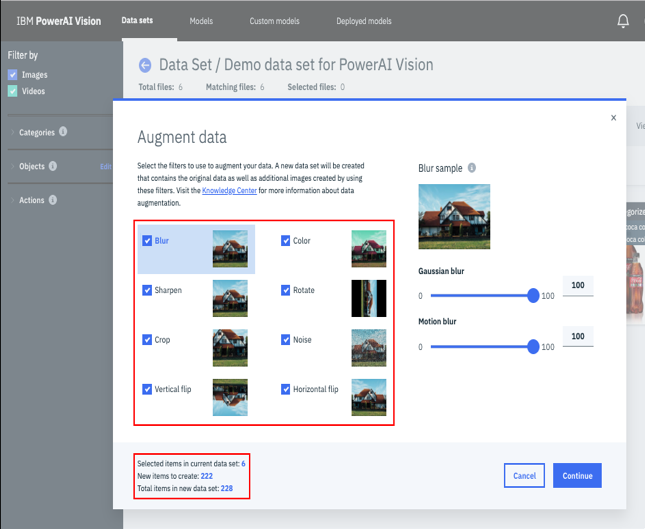 IBM PowerAI Vision
Data sets
Models
Custom models
Deployed models
Filter by
Images
Videos
Categories
Objects
Edit
Actions
Data Set / Demo data set for PowerAI Vision
Total files: 6
Matching files: 6
Selected files: 0
x
Augment data
Select the filters to use to augment your data. A new data set will be created
that contains the original data as well as additional images created by using
these filters. Visit the Knowledge Center for more information about data
augmentation.
Blur
Color
Sharpen
Rotate
Crop
Noise
Vertical flip
Horizontal flip
Blur sample
Gaussian blur
0
100
100
Motion blur
0
100
100
Selected items in current data set: 6
New items to create: 222
Total items in new data set: 228
Cancel
Continue